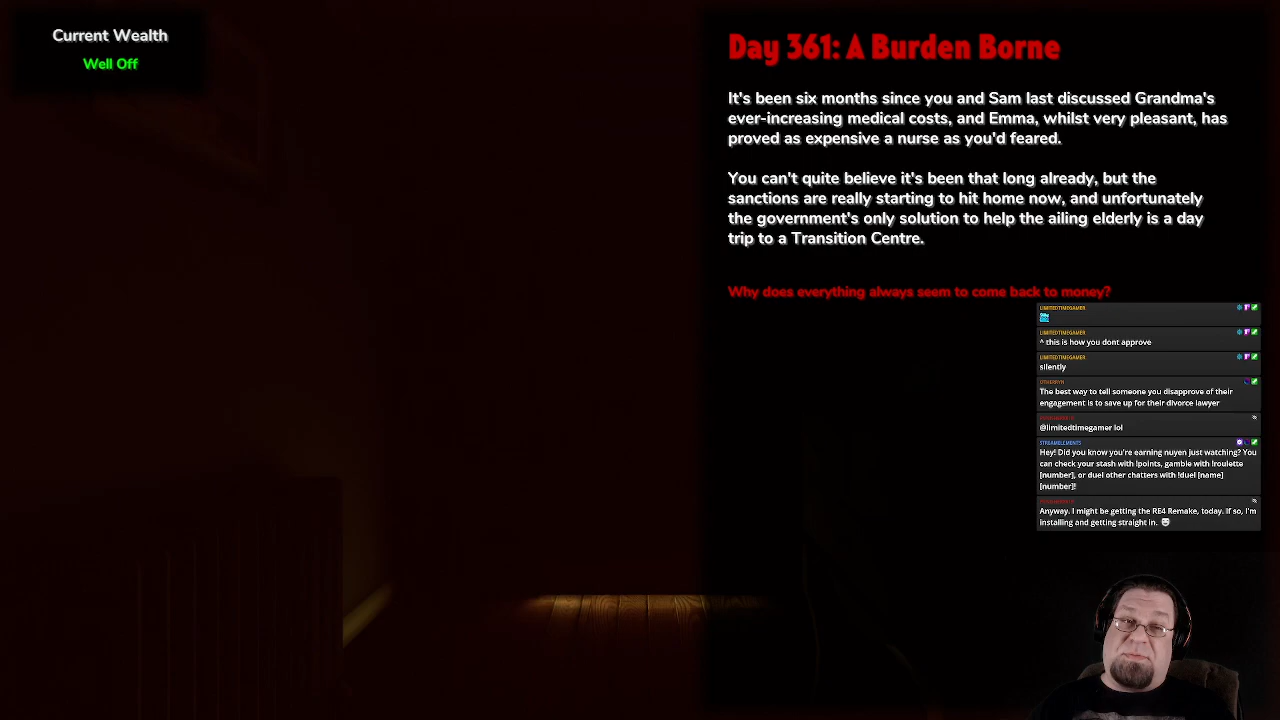 Current Wealth
Well Off
Day 361: A Burden Borne
It's been six months since you and Sam last discussed Grandma's
ever-increasing medical costs, and Emma, whilst very pleasant, has
proved as expensive a nurse as you'd feared.
You can't quite believe it's been that long already, but the
sanctions are really starting to hit home now, and unfortunately
the government's only solution to help the ailing elderly is a day
trip to a Transition Centre.
Why does everything always seem to come back to money?
LIMITEDTIMEGAMER
LIMITEDTIMEGAMER
^ this is how you dont approve
LIMITEDTIMEGAMER
silently
The best way to tell someone you disapprove of their
engagement is to save up for their divorce lawyer
@limitedtimegamer lol
STREAMELEMENTS
Hey! Did you know you're earning nuyen just watching? You
can check your stash with !points, gamble with !roulette
[number], or duel other chatters with !duel [name]
[number]!
Anyway. I might be getting the RE4 Remake, today. If so, I'm
installing and getting straight in.